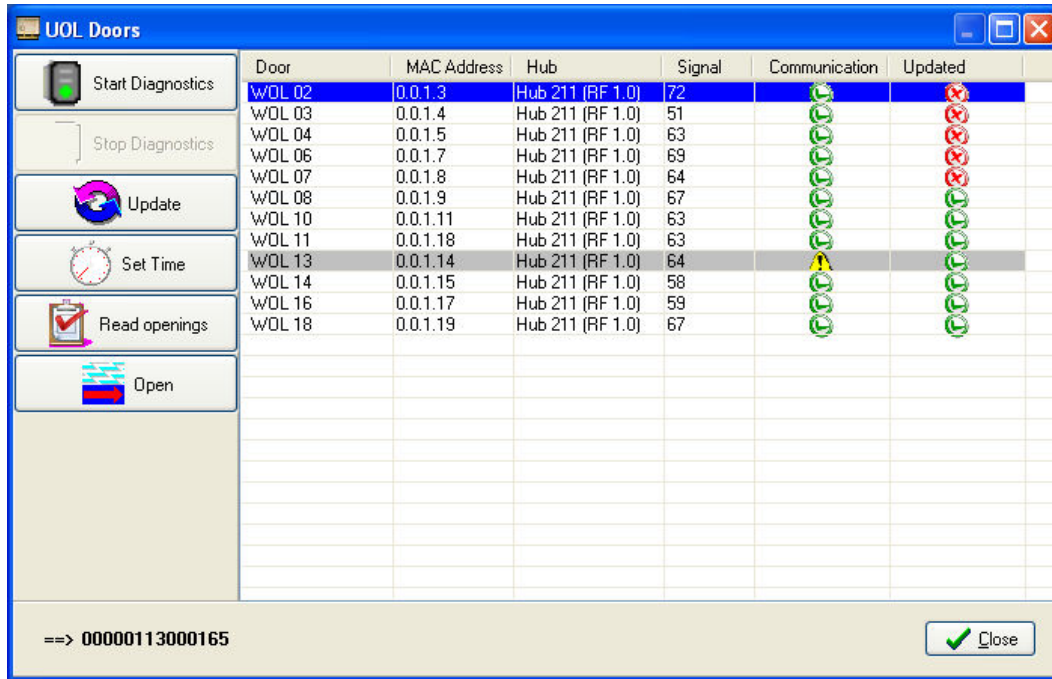 UOL Doors
Start Diagnostics
Stop Diagnostics
Update
Set Time
Read openings
Open
Door MAC Address Hub Signal Communication Updated
WOL 02 0.0.1.3 Hub 211 (RF 1.0) 72
WOL 03 0.0.1.4 Hub 211 (RF 1.0) 51
WOL 04 0.0.1.5 Hub 211 (RF 1.0) 63
WOL 06 0.0.1.7 Hub 211 (RF 1.0) 69
WOL 07 0.0.1.8 Hub 211 (RF 1.0) 64
WOL 08 0.0.1.9 Hub 211 (RF 1.0) 67
WOL 10 0.0.1.11 Hub 211 (RF 1.0) 63
WOL 11 0.0.1.18 Hub 211 (RF 1.0) 63
WOL 13 0.0.1.14 Hub 211 (RF 1.0) 64
WOL 14 0.0.1.15 Hub 211 (RF 1.0) 58
WOL 16 0.0.1.17 Hub 211 (RF 1.0) 59
WOL 18 0.0.1.19 Hub 211 (RF 1.0) 67
==> 00000113000165
Close